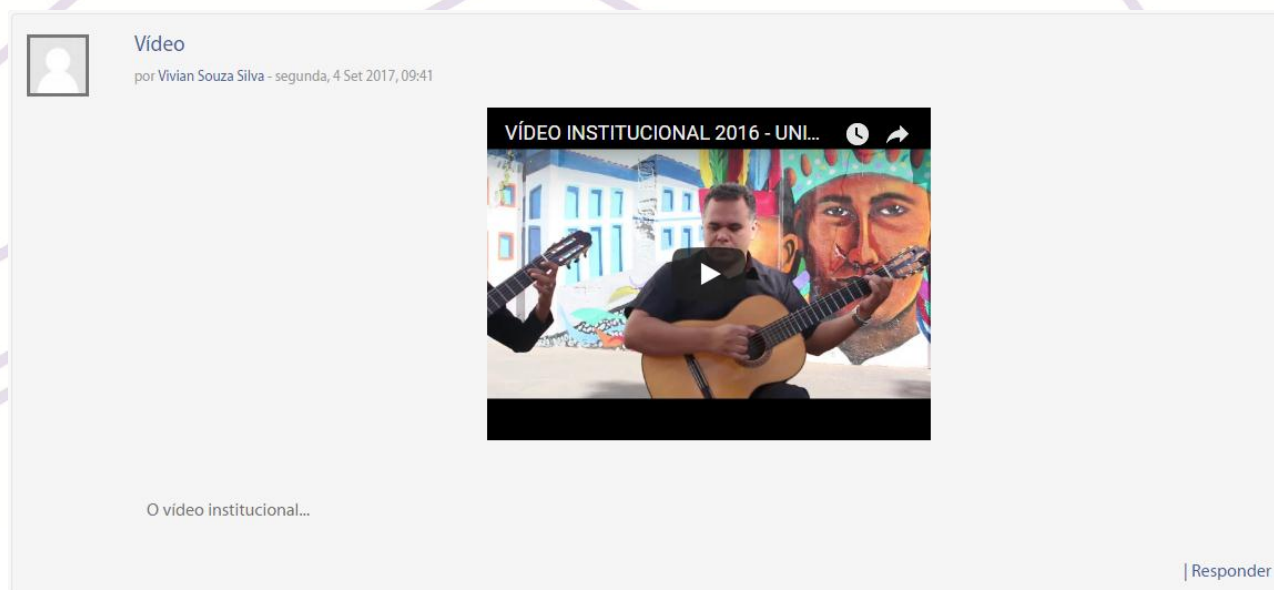 Vídeo
por Vivian Souza Silva - segunda, 4 Set 2017, 09:41
VÍDEO INSTITUCIONAL 2016 - UNI...
O vídeo institucional...
| Responder